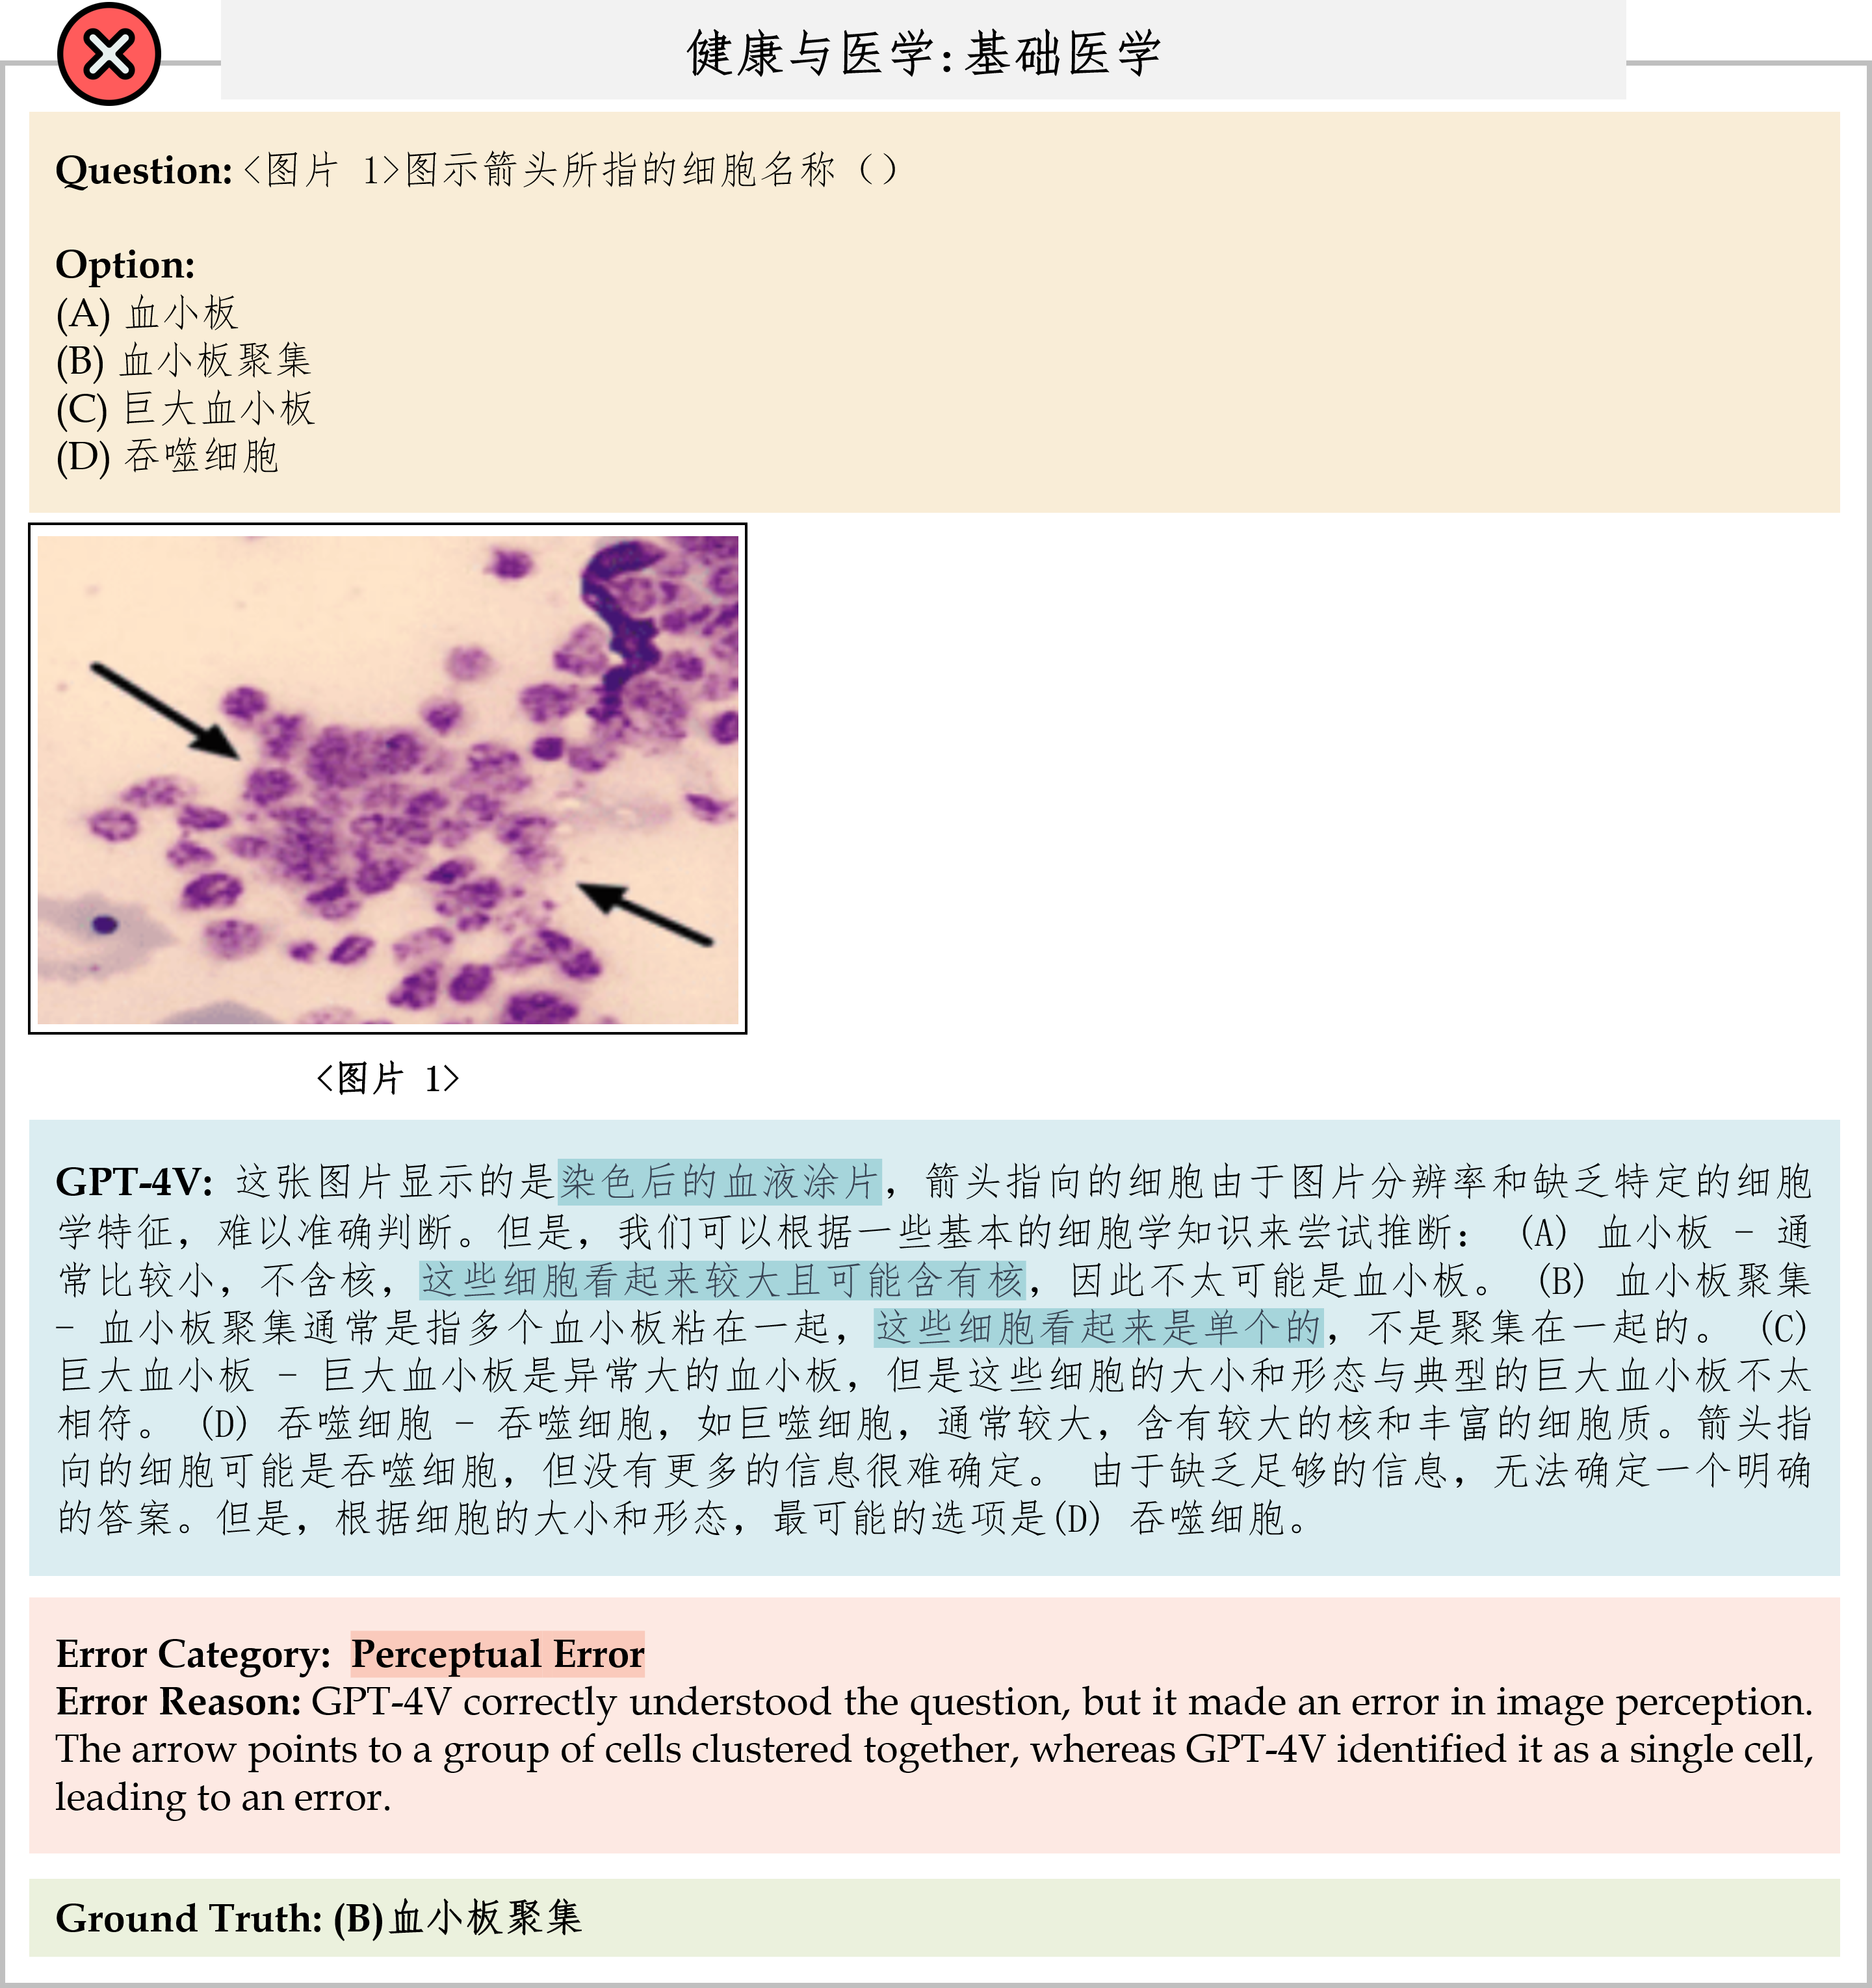 健康与医学:基础医学
Question: <图片 1>图示箭头所指的细胞名称（）
Option:
(A) 血小板
(B) 血小板聚集
(C) 巨大血小板
(D) 吞噬细胞
<图片 1>
GPT-4V: 这张图片显示的是染色后的血液涂片，箭头指向的细胞由于图片分辨率和缺乏特定的细胞
学特征，难以准确判断。但是，我们可以根据一些基本的细胞学知识来尝试推断： (A) 血小板 - 通
常比较小，不含核，这些细胞看起来较大且可能含有核，因此不太可能是血小板。 (B) 血小板聚集
- 血小板聚集通常是指多个血小板粘在一起，这些细胞看起来是单个的，不是聚集在一起的。 (C)
巨大血小板 - 巨大血小板是异常大的血小板，但是这些细胞的大小和形态与典型的巨大血小板不太
相符。 (D) 吞噬细胞 - 吞噬细胞，如巨噬细胞，通常较大，含有较大的核和丰富的细胞质。箭头指
向的细胞可能是吞噬细胞，但没有更多的信息很难确定。 由于缺乏足够的信息，无法确定一个明确
的答案。但是，根据细胞的大小和形态，最可能的选项是(D) 吞噬细胞。
Error Category: Perceptual Error
Error Reason: GPT-4V correctly understood the question, but it made an error in image perception.
The arrow points to a group of cells clustered together, whereas GPT-4V identified it as a single cell,
leading to an error.
Ground Truth: (B)血小板聚集